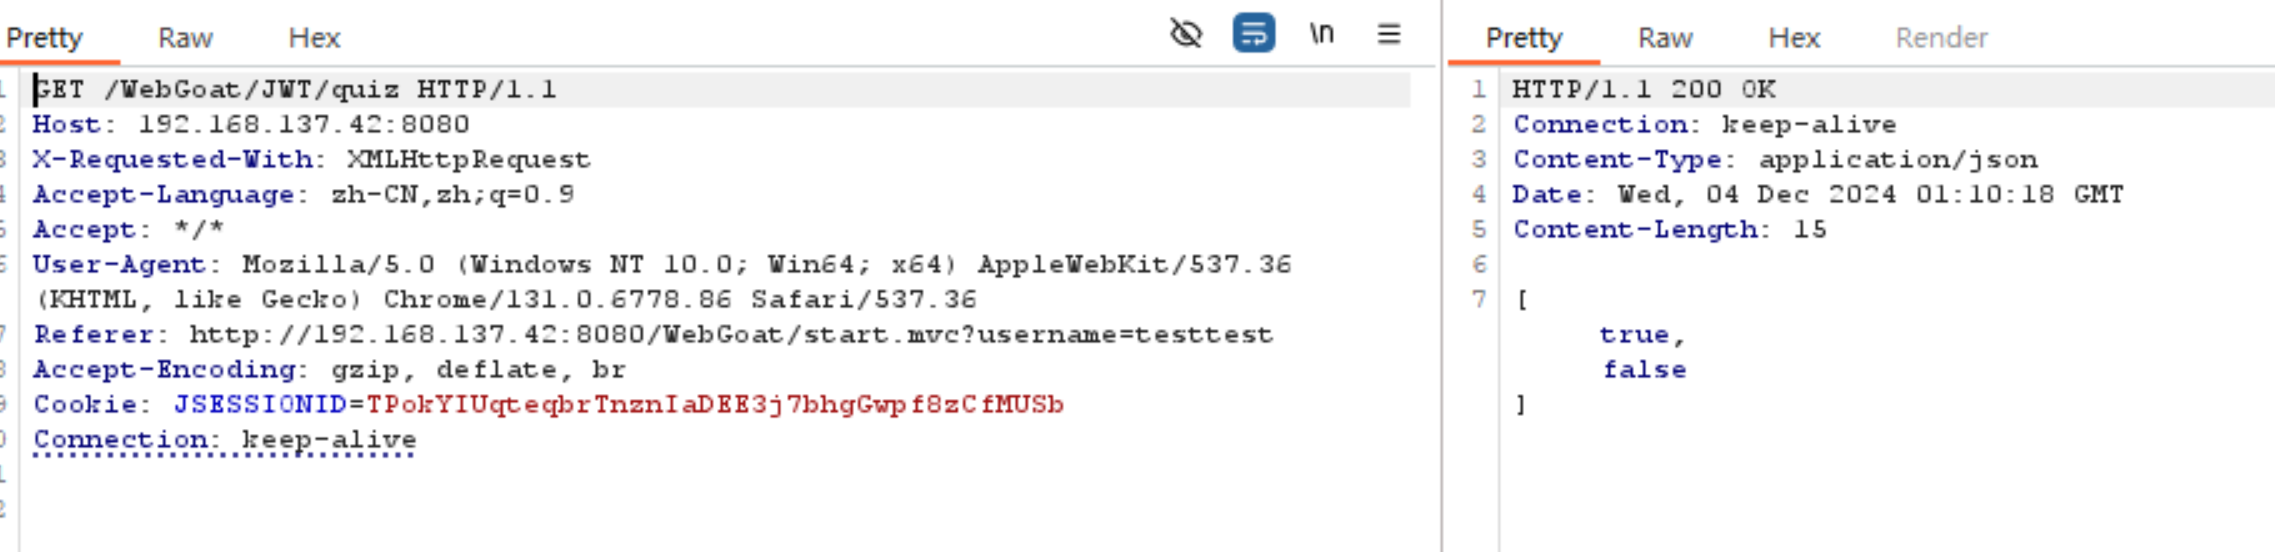 Pretty Raw Hex \n
1 GET /WebGoat/JWT/quiz HTTP/1.1
2 Host: 192.168.137.42:8080
3 X-Requested-With: XMLHttpRequest
4 Accept-Language: zh-CN,zh;q=0.9
5 Accept: */*
6 User-Agent: Mozilla/5.0 (Windows NT 10.0; Win64; x64) AppleWebKit/537.36
(KHTML, like Gecko) Chrome/131.0.6778.86 Safari/537.36
7 Referer: http://192.168.137.42:8080/WebGoat/start.mvc?username=testtest
8 Accept-Encoding: gzip, deflate, br
9 Cookie: JSESSIONID=TPokYIUqteqbrTnznIaDEE3j7bhgGwpf8zCfMUSb
0 Connection: keep-alive
1
2
Pretty Raw Hex Render
1 HTTP/1.1 200 OK
2 Connection: keep-alive
3 Content-Type: application/json
4 Date: Wed, 04 Dec 2024 01:10:18 GMT
5 Content-Length: 15
6
7 [
true,
false
]